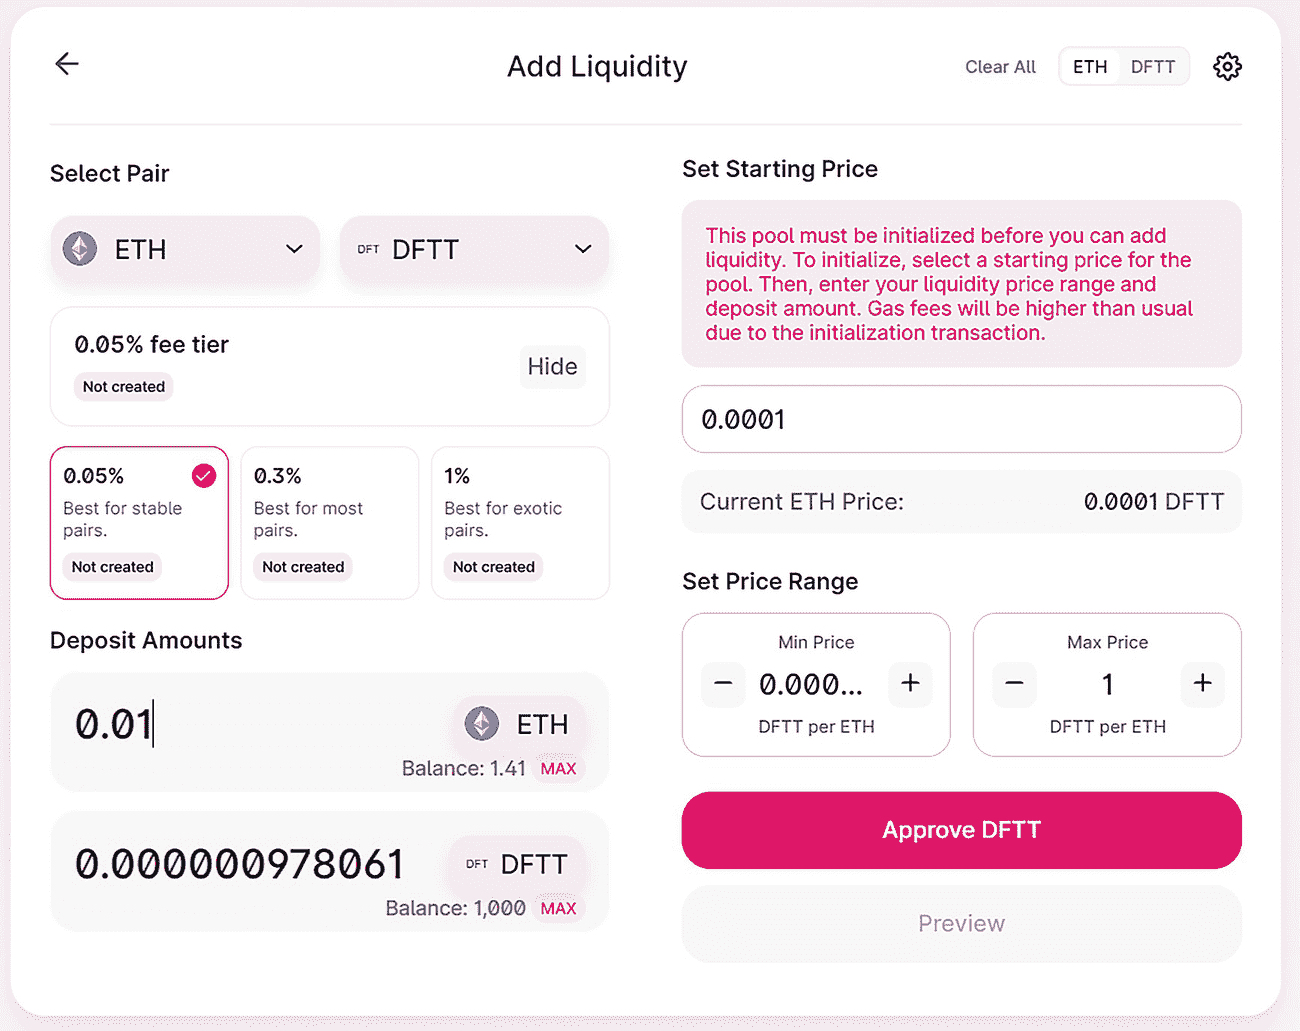 Add Liquidity
Clear All
ETH DFTT
Select Pair
ETH
DFT DFTT
0.05% fee tier
Not created
Hide
0.05%
Best for stable
pairs.
Not created
0.3%
Best for most
pairs.
Not created
1%
Best for exotic
pairs.
Not created
Deposit Amounts
0.01
ETH
Balance: 1.41 MAX
0.000000978061
DFT DFTT
Balance: 1,000 MAX
Set Starting Price
This pool must be initialized before you can add
liquidity. To initialize, select a starting price for the
pool. Then, enter your liquidity price range and
deposit amount. Gas fees will be higher than usual
due to the initialization transaction.
0.0001
Current ETH Price: 0.0001 DFTT
Set Price Range
Min Price
− 0.000... +
DFTT per ETH
Max Price
− 1 +
DFTT per ETH
Approve DFTT
Preview